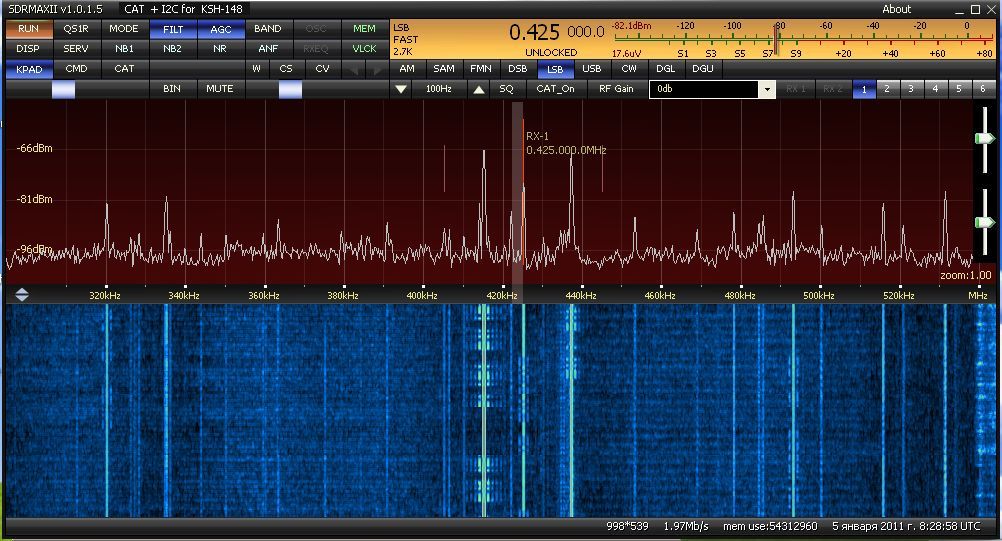 SDRMAXII v1.0.1.5 CAT + I2C for KSH-148 About
RUN QS1R MODE FILT AGC BAND OSC MEM
DISP SERV NB1 NB2 NR ANF RXEQ VLCK
KPAD CMD CAT W CS CV
BIN MUTE
LSB
FAST
2.7K
0.425 000.0
UNLOCKED
-82.1dBm -120 -100 -80 -60 -40 -20 0
17.6uV S1 S3 S5 S7 S9 +20 +40 +60 +80
AM SAM FMN DSB LSB USB CW DGL DGU
100Hz SQ CAT_On RF Gain 0db RX 1 RX 2 1 2 3 4 5 6
RX-1
0.425.000.0MHz
-66dBm
-81dBm
-96dBm
zoom:1.00
320kHz 340kHz 360kHz 380kHz 400kHz 420kHz 440kHz 460kHz 480kHz 500kHz 520kHz MHz
998*539 1.97Mb/s mem use:54312960 5 января 2011 г. 8:28:58 UTC